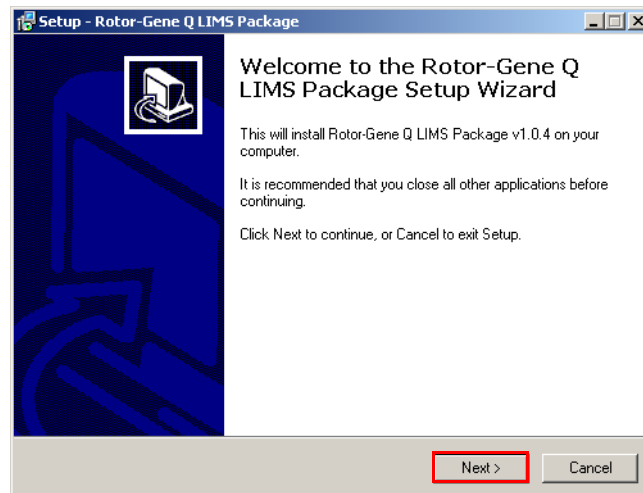 Setup - Rotor-Gene Q LIMS Package
Welcome to the Rotor-Gene Q
LIMS Package Setup Wizard
This will install Rotor-Gene Q LIMS Package v1.0.4 on your
computer.
It is recommended that you close all other applications before
continuing.
Click Next to continue, or Cancel to exit Setup.
Next >
Cancel